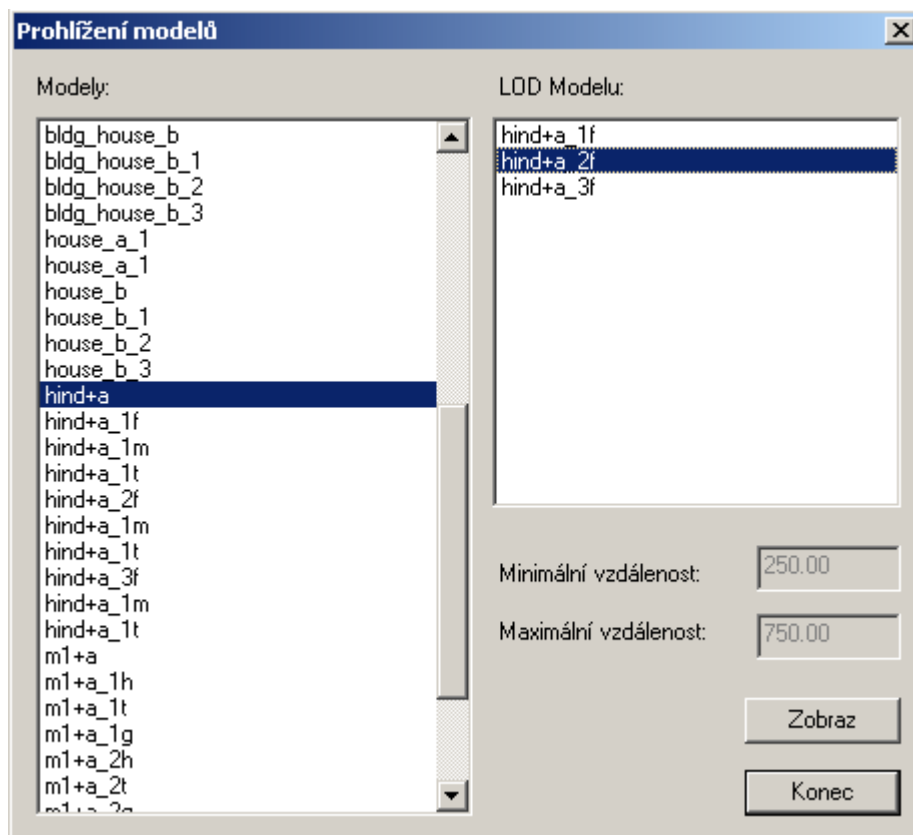 Prohlížení modelů
Modely:
bldg_house_b
bldg_house_b_1
bldg_house_b_2
bldg_house_b_3
house_a_1
house_a_1
house_b
house_b_1
house_b_2
house_b_3
hind+a
hind+a_1f
hind+a_1m
hind+a_1t
hind+a_2f
hind+a_1m
hind+a_1t
hind+a_3f
hind+a_1m
hind+a_1t
m1+a
m1+a_1h
m1+a_1t
m1+a_1g
m1+a_2h
m1+a_2t
m1+a_2g
LOD Modelu:
hind+a_1f
hind+a_2f
hind+a_3f
Minimální vzdálenost: 250.00
Maximální vzdálenost: 750.00
Zobraz
Konec